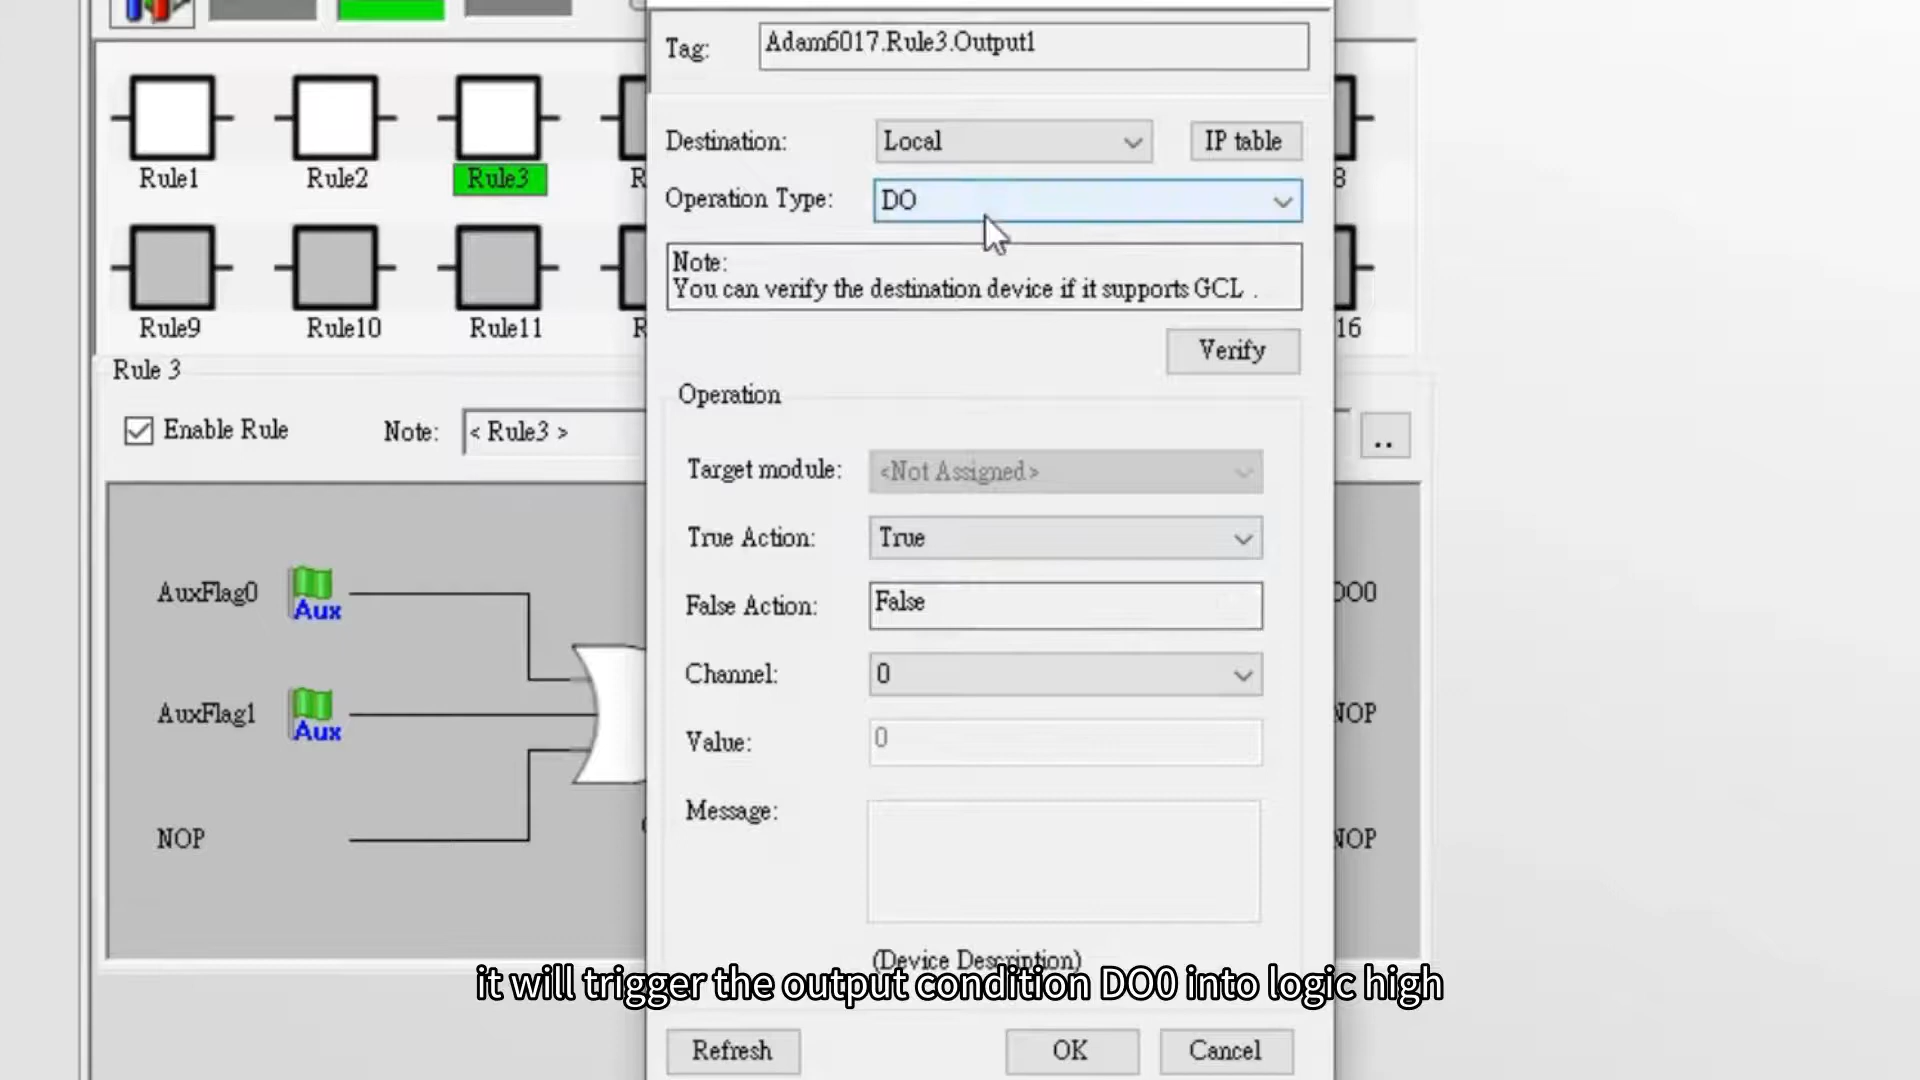 Tag: Adam6017.Rule3.Output1
Destination: Local IP table
Operation Type: DO
Note:
You can verify the destination device if it supports GCL .
Verify
Operation
Target module: <Not Assigned>
True Action: True
False Action: False
Channel: 0
Value: 0
Message:
(Device Description)
Refresh OK Cancel
Rule1 Rule2 Rule3 R 8
Rule9 Rule10 Rule11 R 16
Rule 3
Enable Rule Note: < Rule3 > ..
AuxFlag0 Aux DO0
AuxFlag1 Aux NOP
NOP NOP
it will trigger the output condition DO0 into logic high